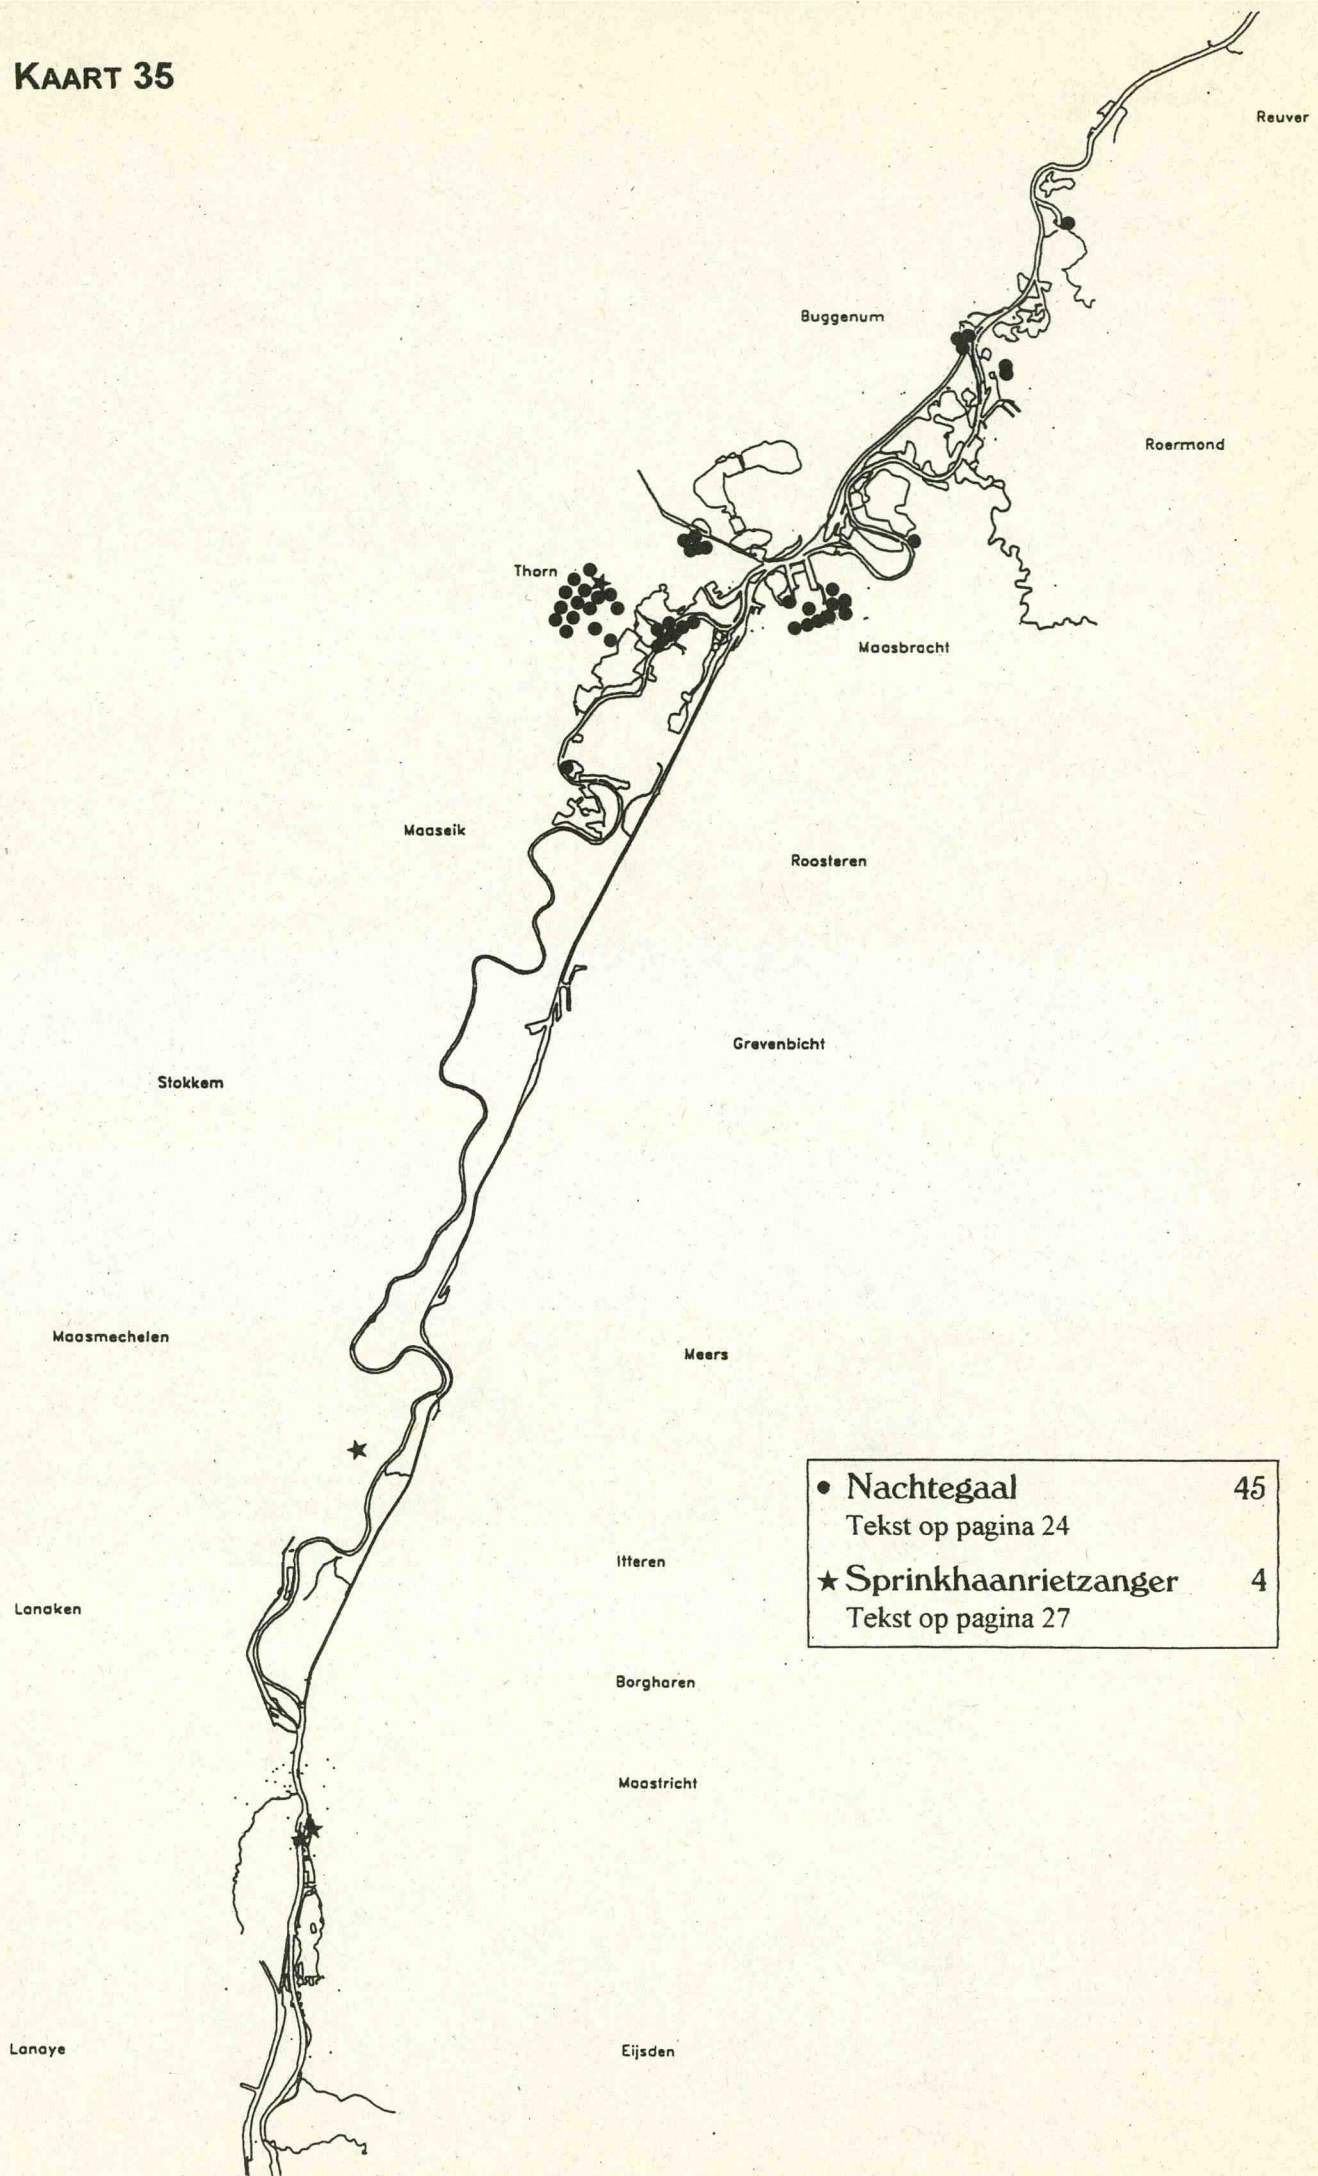 KAART 35
Reuver
Buggenum
Roermond
Thorn
Maasbracht
Maaseik
Roosteren
Grevenbicht
Stokkem
Maasmechelen
Meers
● Nachtegaal 45
Tekst op pagina 24
★ Sprinkhaanrietzanger 4
Tekst op pagina 27
Itteren
Lanaken
Borgharen
Maastricht
Lanaye
Eijsden